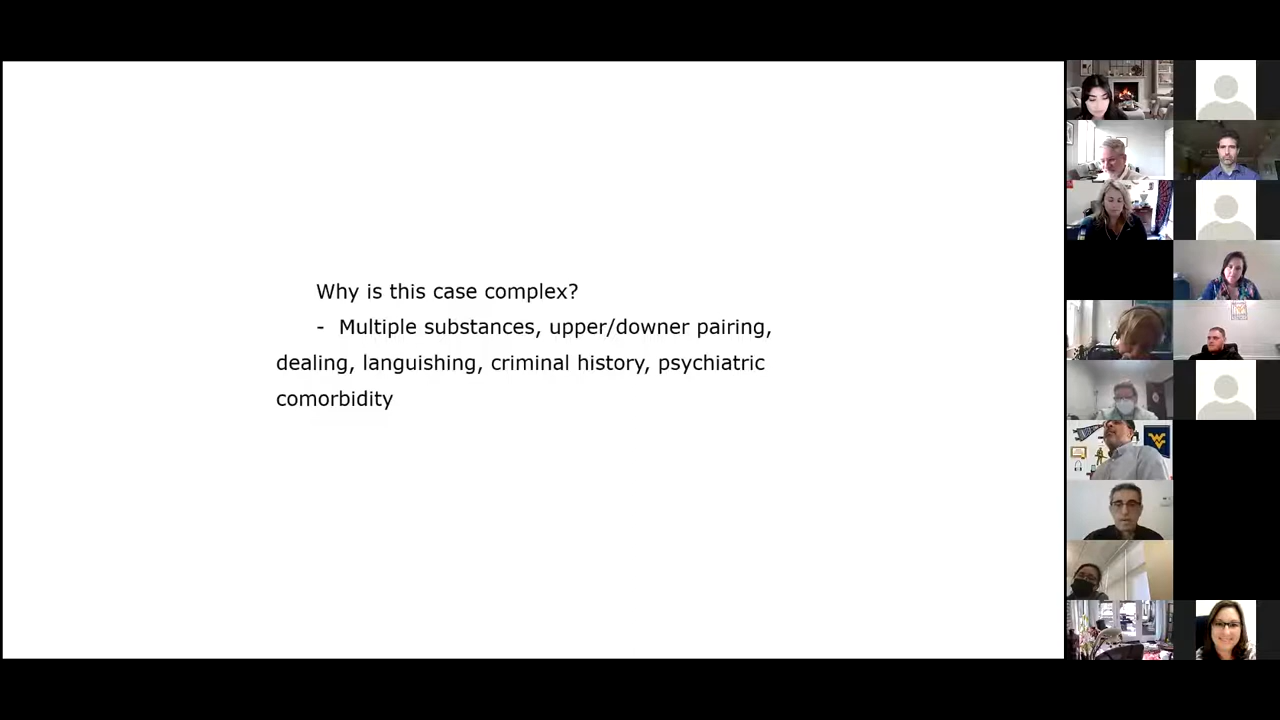 Why is this case complex?
- Multiple substances, upper/downer pairing,
dealing, languishing, criminal history, psychiatric
comorbidity